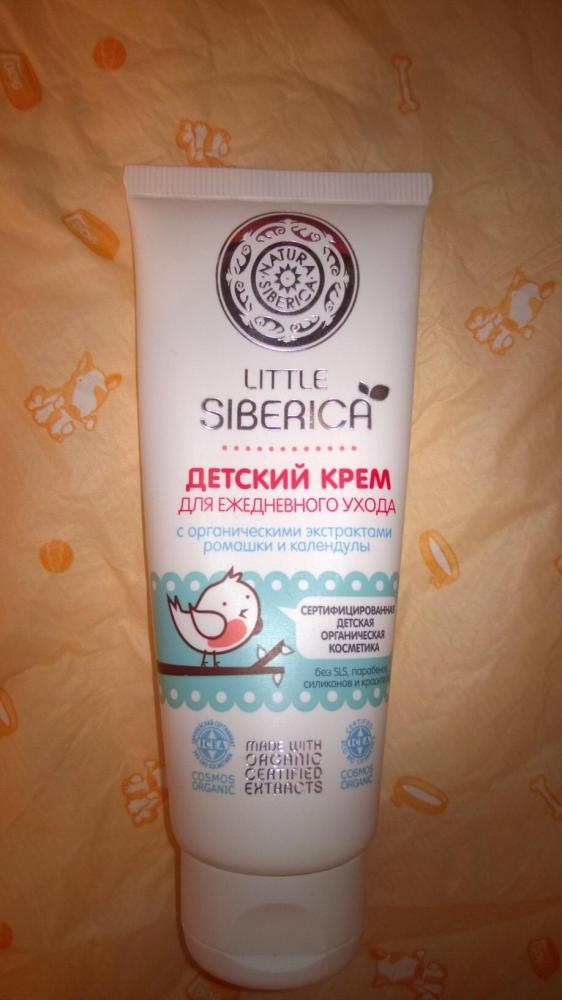 NATURA
SIBERICA
LITTLE
SIBERICA
ДЕТСКИЙ КРЕМ
ДЛЯ ЕЖЕДНЕВНОГО УХОДА
с органическими экстрактами
ромашки и календулы
СЕРТИФИЦИРОВАННАЯ
ДЕТСКАЯ
ОРГАНИЧЕСКАЯ
КОСМЕТИКА
без SLS, парабенов,
силиконов и
ICEA
COSMOS
ORGANIC
MADE WITH
ORGANIC
CERTIFIED
EXTRACTS
CERTIFIED
ICEA
COSMOS
ORGANIC